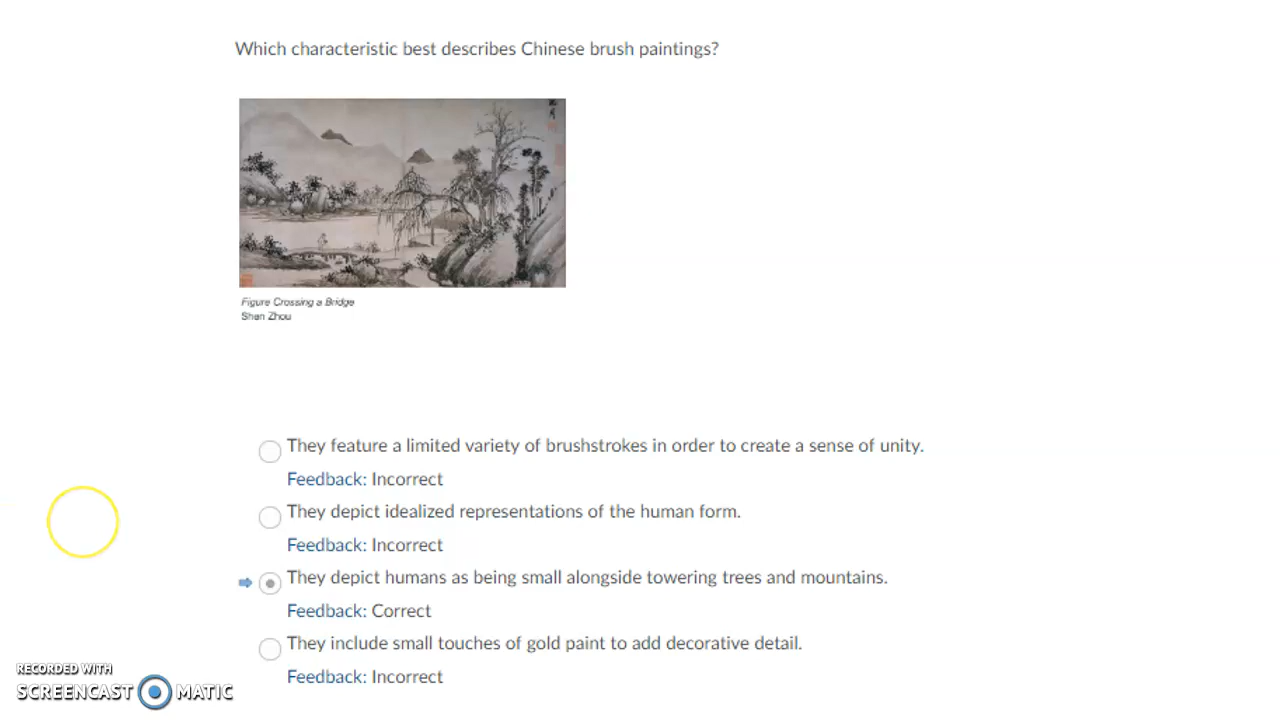 Which characteristic best describes Chinese brush paintings?
Figure Crossing a Bridge
Shen Zhou
They feature a limited variety of brushstrokes in order to create a sense of unity.
Feedback: Incorrect
They depict idealized representations of the human form.
Feedback: Incorrect
They depict humans as being small alongside towering trees and mountains.
Feedback: Correct
They include small touches of gold paint to add decorative detail.
Feedback: Incorrect
RECORDED WITH
SCREENCAST MATIC